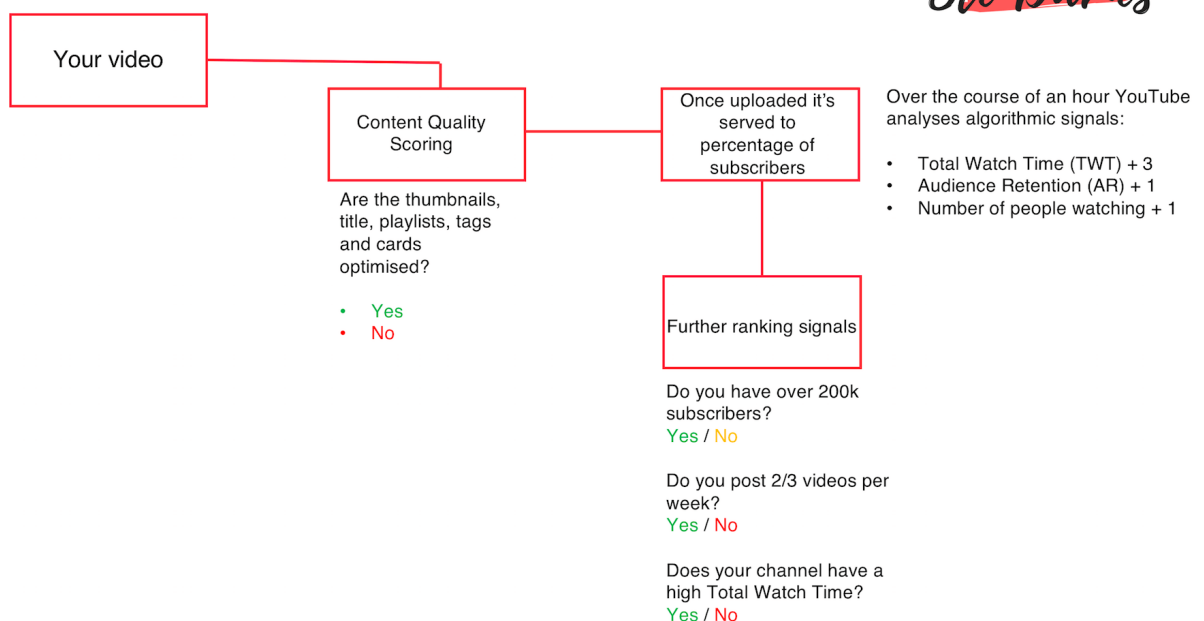 Your video
Content Quality
Scoring
Are the thumbnails,
title, playlists, tags
and cards
optimised?
• Yes
• No
Once uploaded it’s
served to
percentage of
subscribers
Over the course of an hour YouTube
analyses algorithmic signals:
• Total Watch Time (TWT) + 3
• Audience Retention (AR) + 1
• Number of people watching + 1
Further ranking signals
Do you have over 200k
subscribers?
Yes / No
Do you post 2/3 videos per
week?
Yes / No
Does your channel have a
high Total Watch Time?
Yes / No